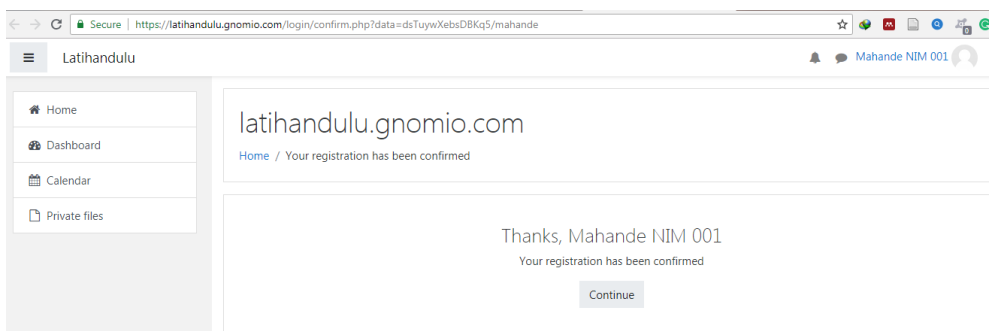 Secure | https://latihandulu.gnomio.com/login/confirm.php?data=dsTuywXebsDBKq5/mahande
0
Latihandulu
Mahande NIM 001
Home
Dashboard
Calendar
Private files
latihandulu.gnomio.com
Home / Your registration has been confirmed
Thanks, Mahande NIM 001
Your registration has been confirmed
Continue